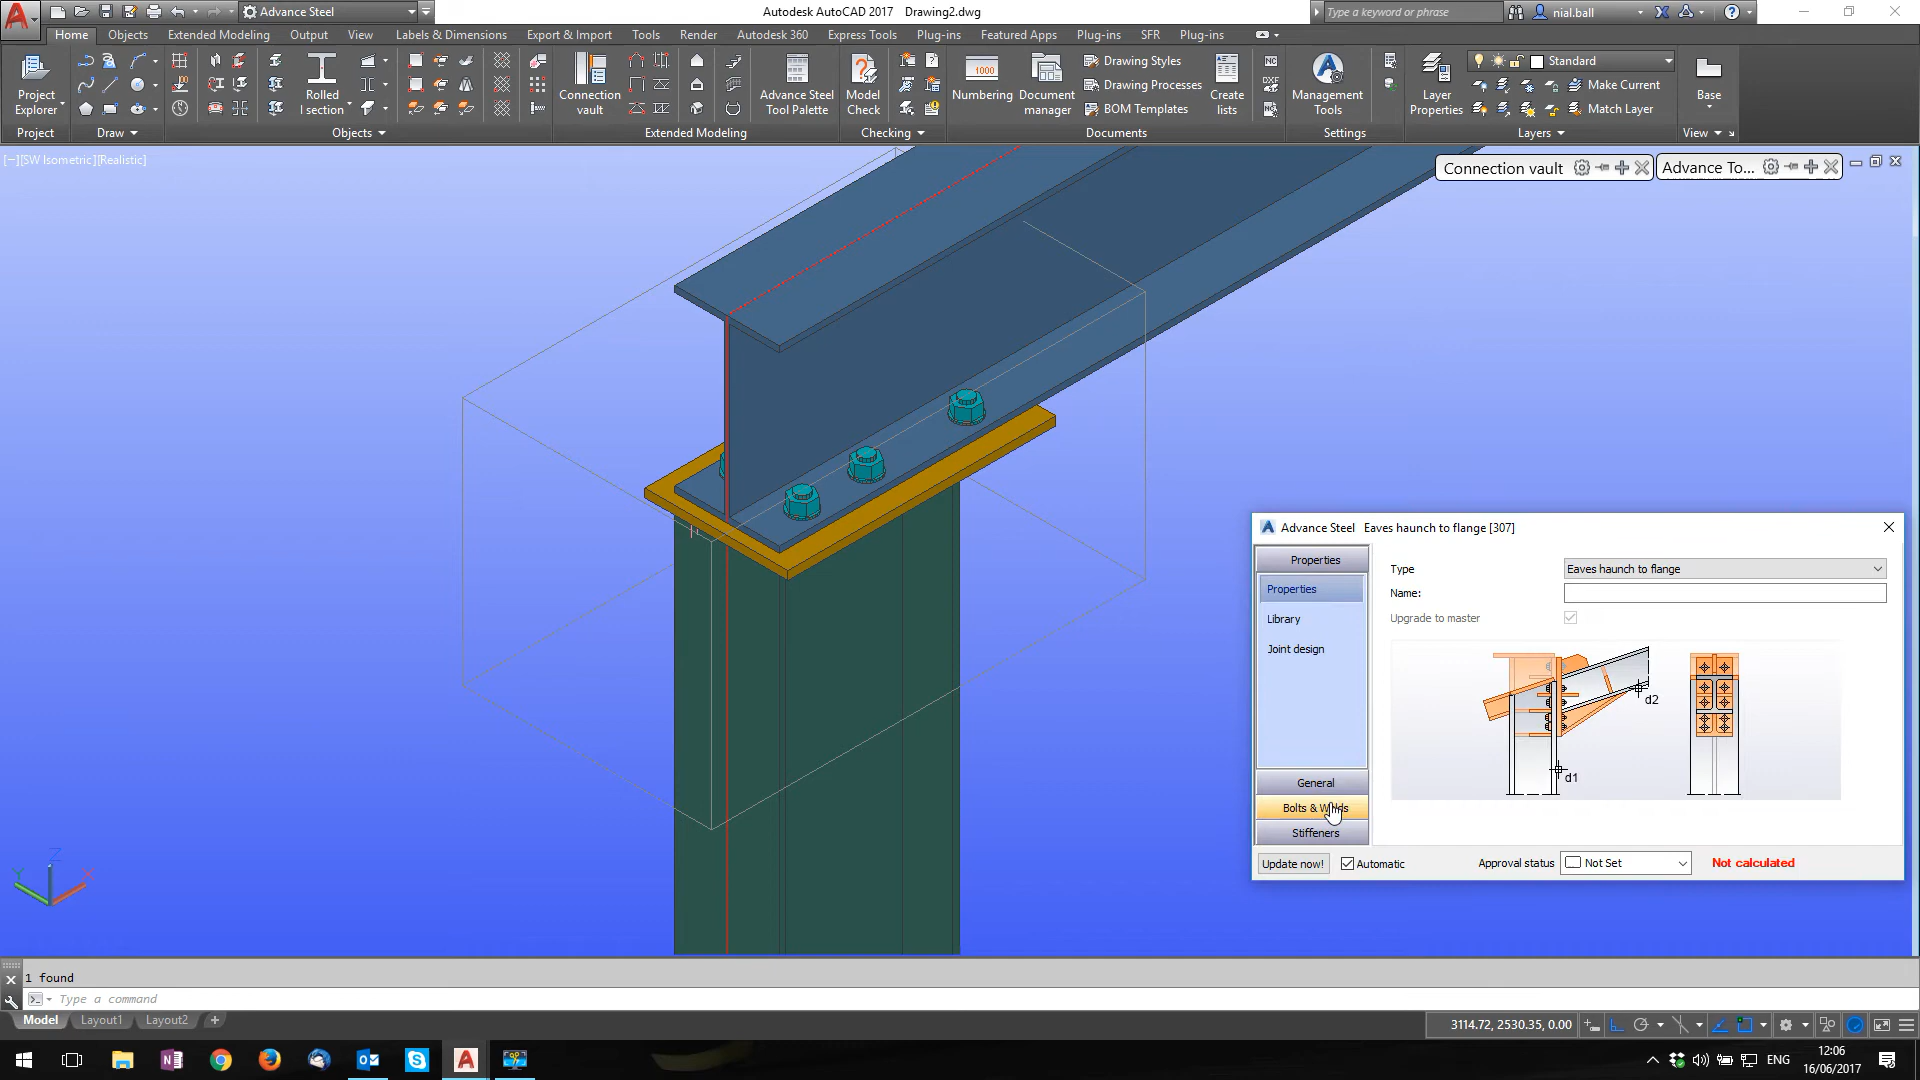 Advance Steel
Autodesk AutoCAD 2017 Drawing2.dwg
Type a keyword or phrase
nial.ball
Home Objects Extended Modeling Output View Labels & Dimensions Export & Import Tools Render Autodesk 360 Express Tools Plug-ins Featured Apps Plug-ins SFR Plug-ins
Project Explorer
Rolled I section
Connection vault
Advance Steel Tool Palette
Model Check
1000
Numbering
Document manager
Drawing Styles
Drawing Processes
BOM Templates
Create lists
NC
DXF
NC
Management Tools
Layer Properties
Standard
Make Current
Match Layer
Base
Project Draw Objects Extended Modeling Checking Documents Settings Layers View
[−][SW Isometric][Realistic]
Connection vault
Advance To...
Advance Steel Eaves haunch to flange [307]
Properties
Properties
Library
Joint design
General
Bolts & Welds
Stiffeners
Type Eaves haunch to flange
Name:
Upgrade to master
d2
d1
Update now! Automatic Approval status Not Set Not calculated
Z
Y X
1 found
Type a command
Model Layout1 Layout2 +
3114.72, 2530.35, 0.00
ENG
12:06
16/06/2017